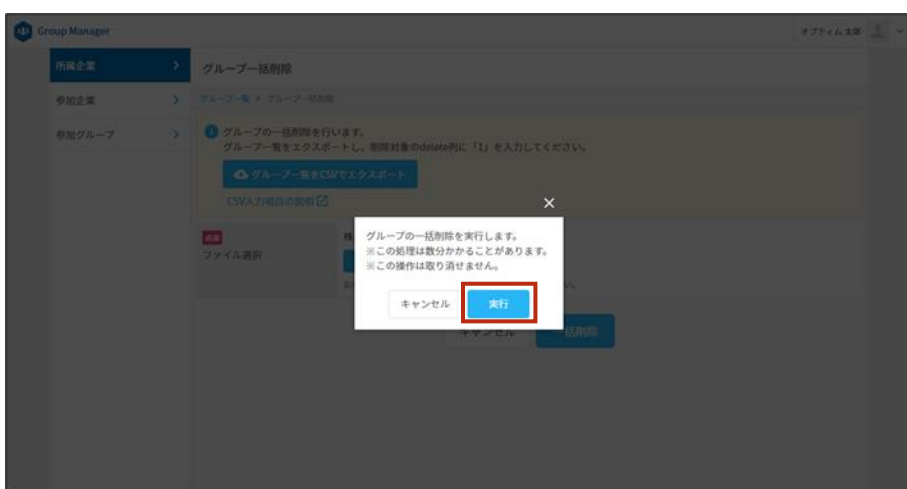 Group Manager
オプティム 太郎
所属企業
参加企業
参加グループ
グループ一括削除
グループ一覧 > グループ一括削除
グループの一括削除を行います。
グループ一覧をエクスポートし、削除対象のdelete列に「1」を入力してください。
グループ一覧をCSVでエクスポート
CSV入力項目の説明
必須
ファイル選択
グループの一括削除を実行します。
※この処理は数分かかることがあります。
※この操作は取り消せません。
キャンセル 実行
キャンセル 一括削除